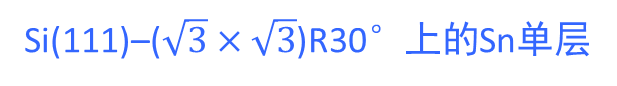 Si(111)–(√3 × √3)R30° 上的Sn单层